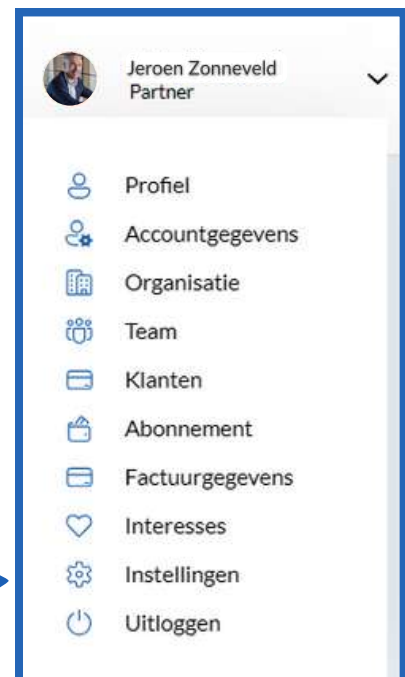 Jeroen Zonneveld
Partner
Profiel
Accountgegevens
Organisatie
Team
Klanten
Abonnement
Factuurgegevens
Interesses
Instellingen
Uitloggen